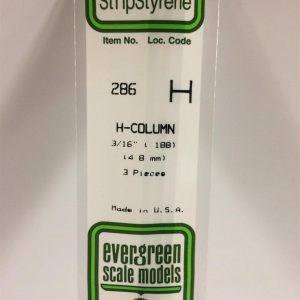 StripStyrene
Item No. Loc. Code
286 H
H-COLUMN
3/16" (.188)
(4.8 mm)
3 Pieces
Made in U.S.A.
evergreen
scale models